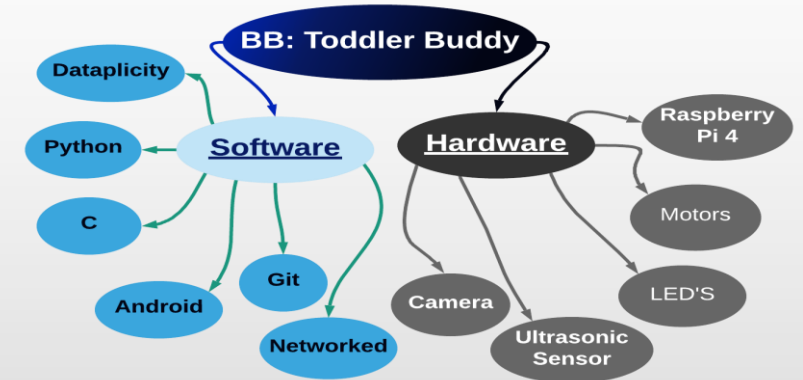 BB: Toddler Buddy
Dataplicity
Python
C
Android
Git
Networked
Software
Hardware
Raspberry
Pi 4
Motors
LED'S
Ultrasonic
Sensor
Camera